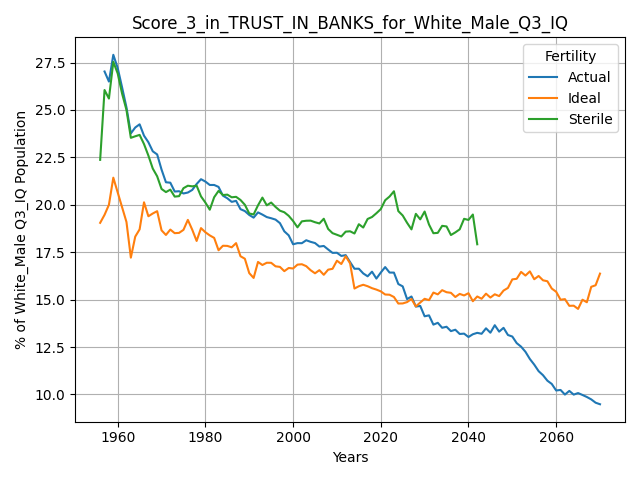 Score_3_in_TRUST_IN_BANKS_for_White_Male_Q3_IQ
% of White_Male Q3_IQ Population
27.5
25.0
22.5
20.0
17.5
15.0
12.5
10.0
Fertility
Actual
Ideal
Sterile
1960
1980
2000
2020
2040
2060
Years